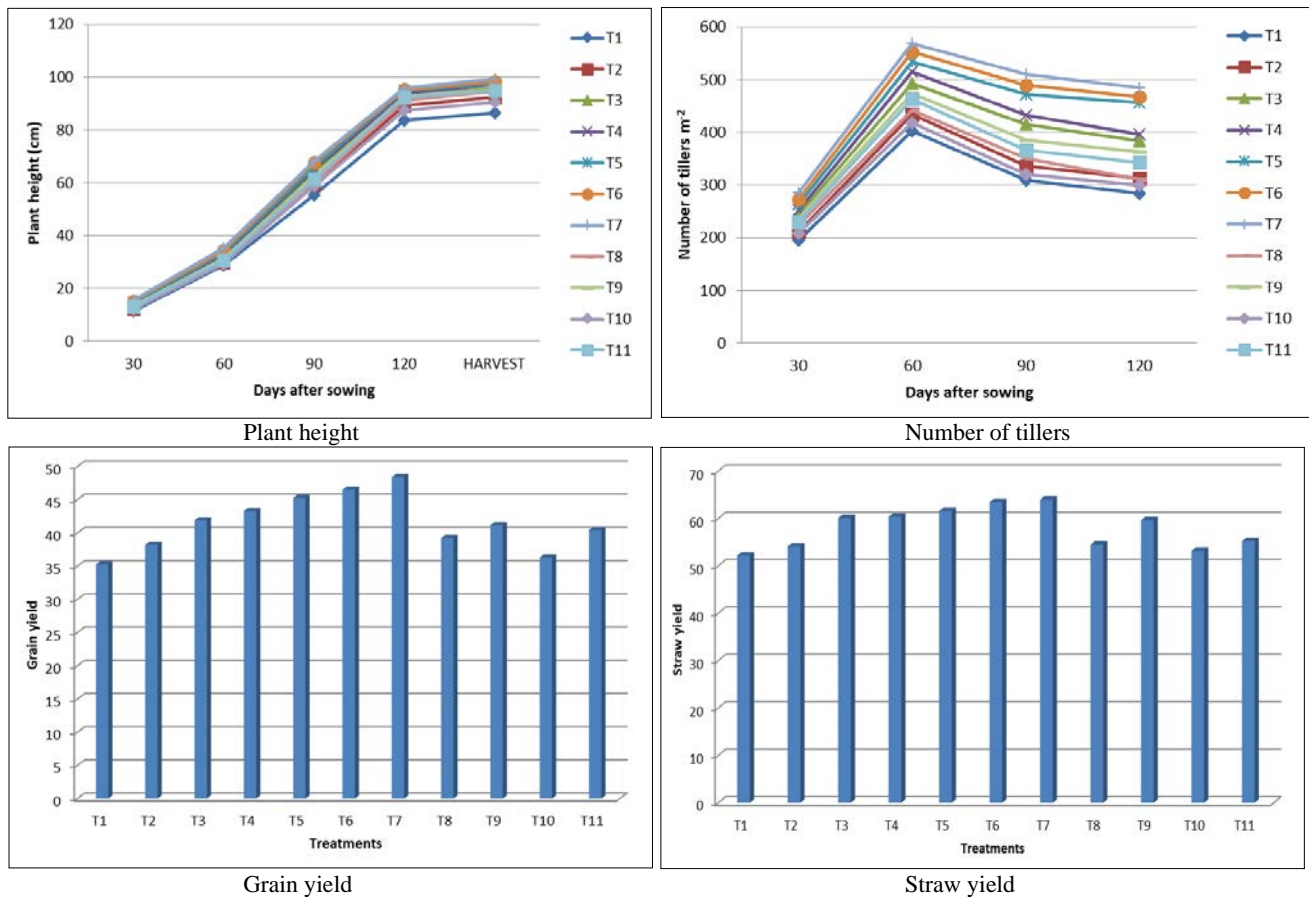 120
100
80
60
40
20
0
Plant height (cm)
30 60 90 120 HARVEST
Days after sowing
T1
T2
T3
T4
T5
T6
T7
T8
T9
T10
T11
Plant height
600
500
400
300
200
100
0
Number of tillers m-2
30 60 90 120
Days after sowing
T1
T2
T3
T4
T5
T6
T7
T8
T9
T10
T11
Number of tillers
50
45
40
35
30
25
20
15
10
5
0
Grain yield
T1 T2 T3 T4 T5 T6 T7 T8 T9 T10 T11
Treatments
Grain yield
70
60
50
40
30
20
10
0
Straw yield
T1 T2 T3 T4 T5 T6 T7 T8 T9 T10 T11
Treatments
Straw yield